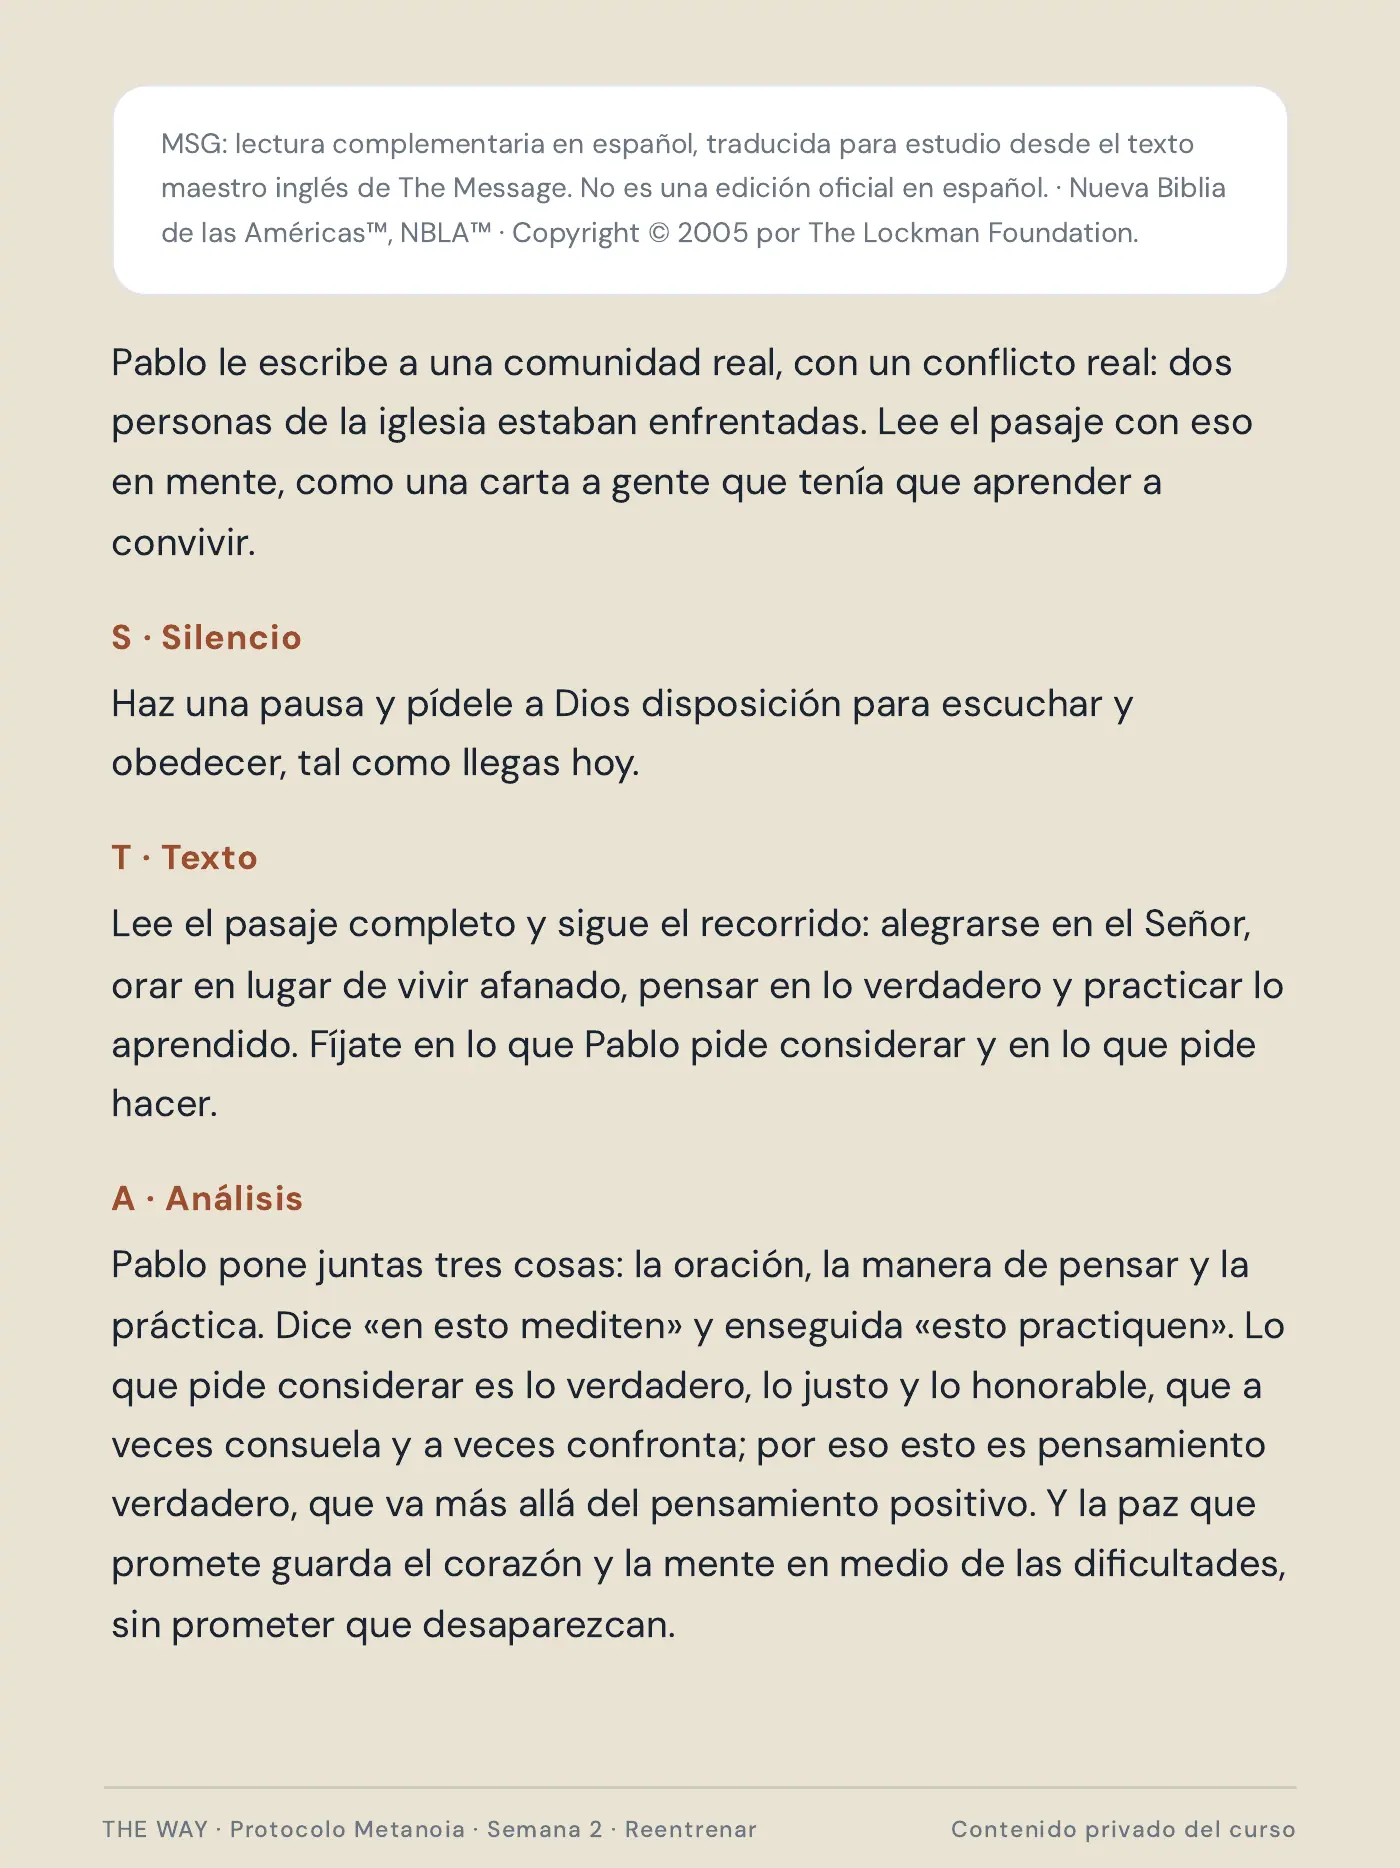 MSG: lectura complementaria en español, traducida para estudio desde el texto
maestro inglés de The Message. No es una edición oficial en español. · Nueva Biblia
de las Américas™, NBLA™ · Copyright © 2005 por The Lockman Foundation.
Pablo le escribe a una comunidad real, con un conflicto real: dos
personas de la iglesia estaban enfrentadas. Lee el pasaje con eso
en mente, como una carta a gente que tenía que aprender a
convivir.
S · Silencio
Haz una pausa y pídele a Dios disposición para escuchar y
obedecer, tal como llegas hoy.
T · Texto
Lee el pasaje completo y sigue el recorrido: alegrarse en el Señor,
orar en lugar de vivir afanado, pensar en lo verdadero y practicar lo
aprendido. Fíjate en lo que Pablo pide considerar y en lo que pide
hacer.
A · Análisis
Pablo pone juntas tres cosas: la oración, la manera de pensar y la
práctica. Dice «en esto mediten» y enseguida «esto practiquen». Lo
que pide considerar es lo verdadero, lo justo y lo honorable, que a
veces consuela y a veces confronta; por eso esto es pensamiento
verdadero, que va más allá del pensamiento positivo. Y la paz que
promete guarda el corazón y la mente en medio de las dificultades,
sin prometer que desaparezcan.
THE WAY · Protocolo Metanoia · Semana 2 · Reentrenar
Contenido privado del curso